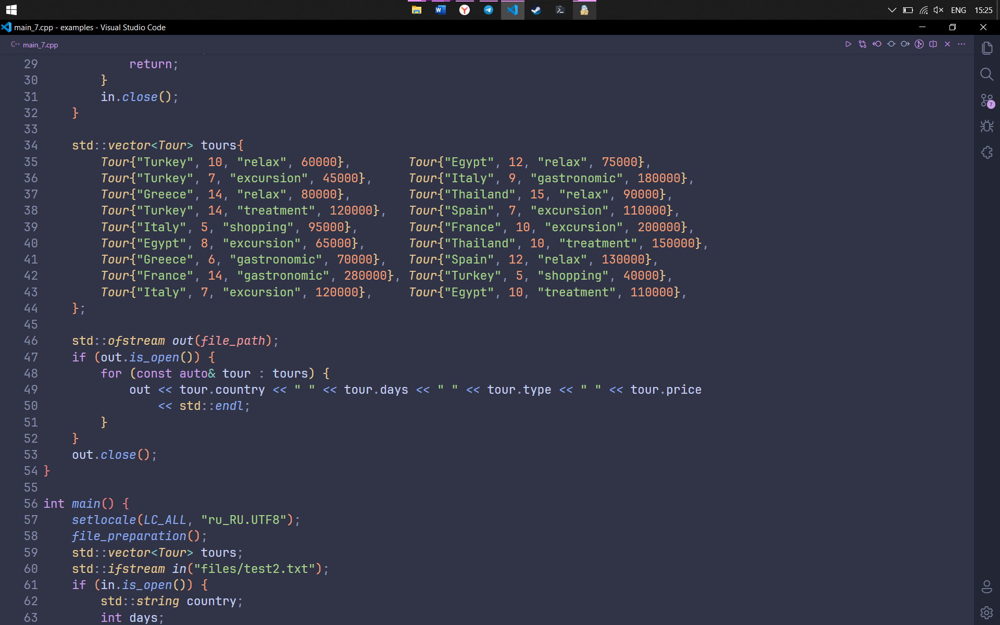 ENG 15:25
main_7.cpp - examples - Visual Studio Code
C++ main_7.cpp
29             return;
30         }
31         in.close();
32     }
33
34     std::vector<Tour> tours{
35         Tour{"Turkey", 10, "relax", 60000},        Tour{"Egypt", 12, "relax", 75000},
36         Tour{"Turkey", 7, "excursion", 45000},     Tour{"Italy", 9, "gastronomic", 180000},
37         Tour{"Greece", 14, "relax", 80000},        Tour{"Thailand", 15, "relax", 90000},
38         Tour{"Turkey", 14, "treatment", 120000},   Tour{"Spain", 7, "excursion", 110000},
39         Tour{"Italy", 5, "shopping", 95000},       Tour{"France", 10, "excursion", 200000},
40         Tour{"Egypt", 8, "excursion", 65000},      Tour{"Thailand", 10, "treatment", 150000},
41         Tour{"Greece", 6, "gastronomic", 70000},   Tour{"Spain", 12, "relax", 130000},
42         Tour{"France", 14, "gastronomic", 280000}, Tour{"Turkey", 5, "shopping", 40000},
43         Tour{"Italy", 7, "excursion", 120000},     Tour{"Egypt", 10, "treatment", 110000},
44     };
45
46     std::ofstream out(file_path);
47     if (out.is_open()) {
48         for (const auto& tour : tours) {
49             out << tour.country << " " << tour.days << " " << tour.type << " " << tour.price
50                 << std::endl;
51         }
52     }
53     out.close();
54 }
55
56 int main() {
57     setlocale(LC_ALL, "ru_RU.UTF8");
58     file_preparation();
59     std::vector<Tour> tours;
60     std::ifstream in("files/test2.txt");
61     if (in.is_open()) {
62         std::string country;
63         int days;
7